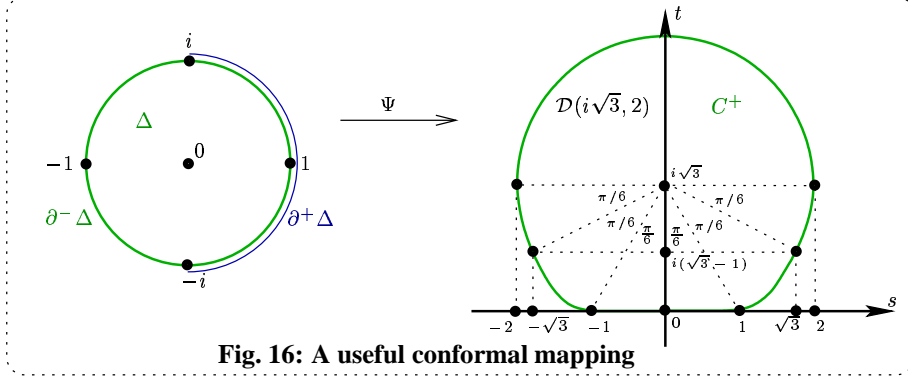 i
Δ
0
−1
1
∂⁻Δ
∂⁺Δ
−i
Ψ
t
𝒟(i√3, 2)
C⁺
i√3
π/6 π/6
π/6 π/6 π/6 π/6
i(√3 − 1)
s
−2 −√3 −1 0 1 √3 2
Fig. 16: A useful conformal mapping